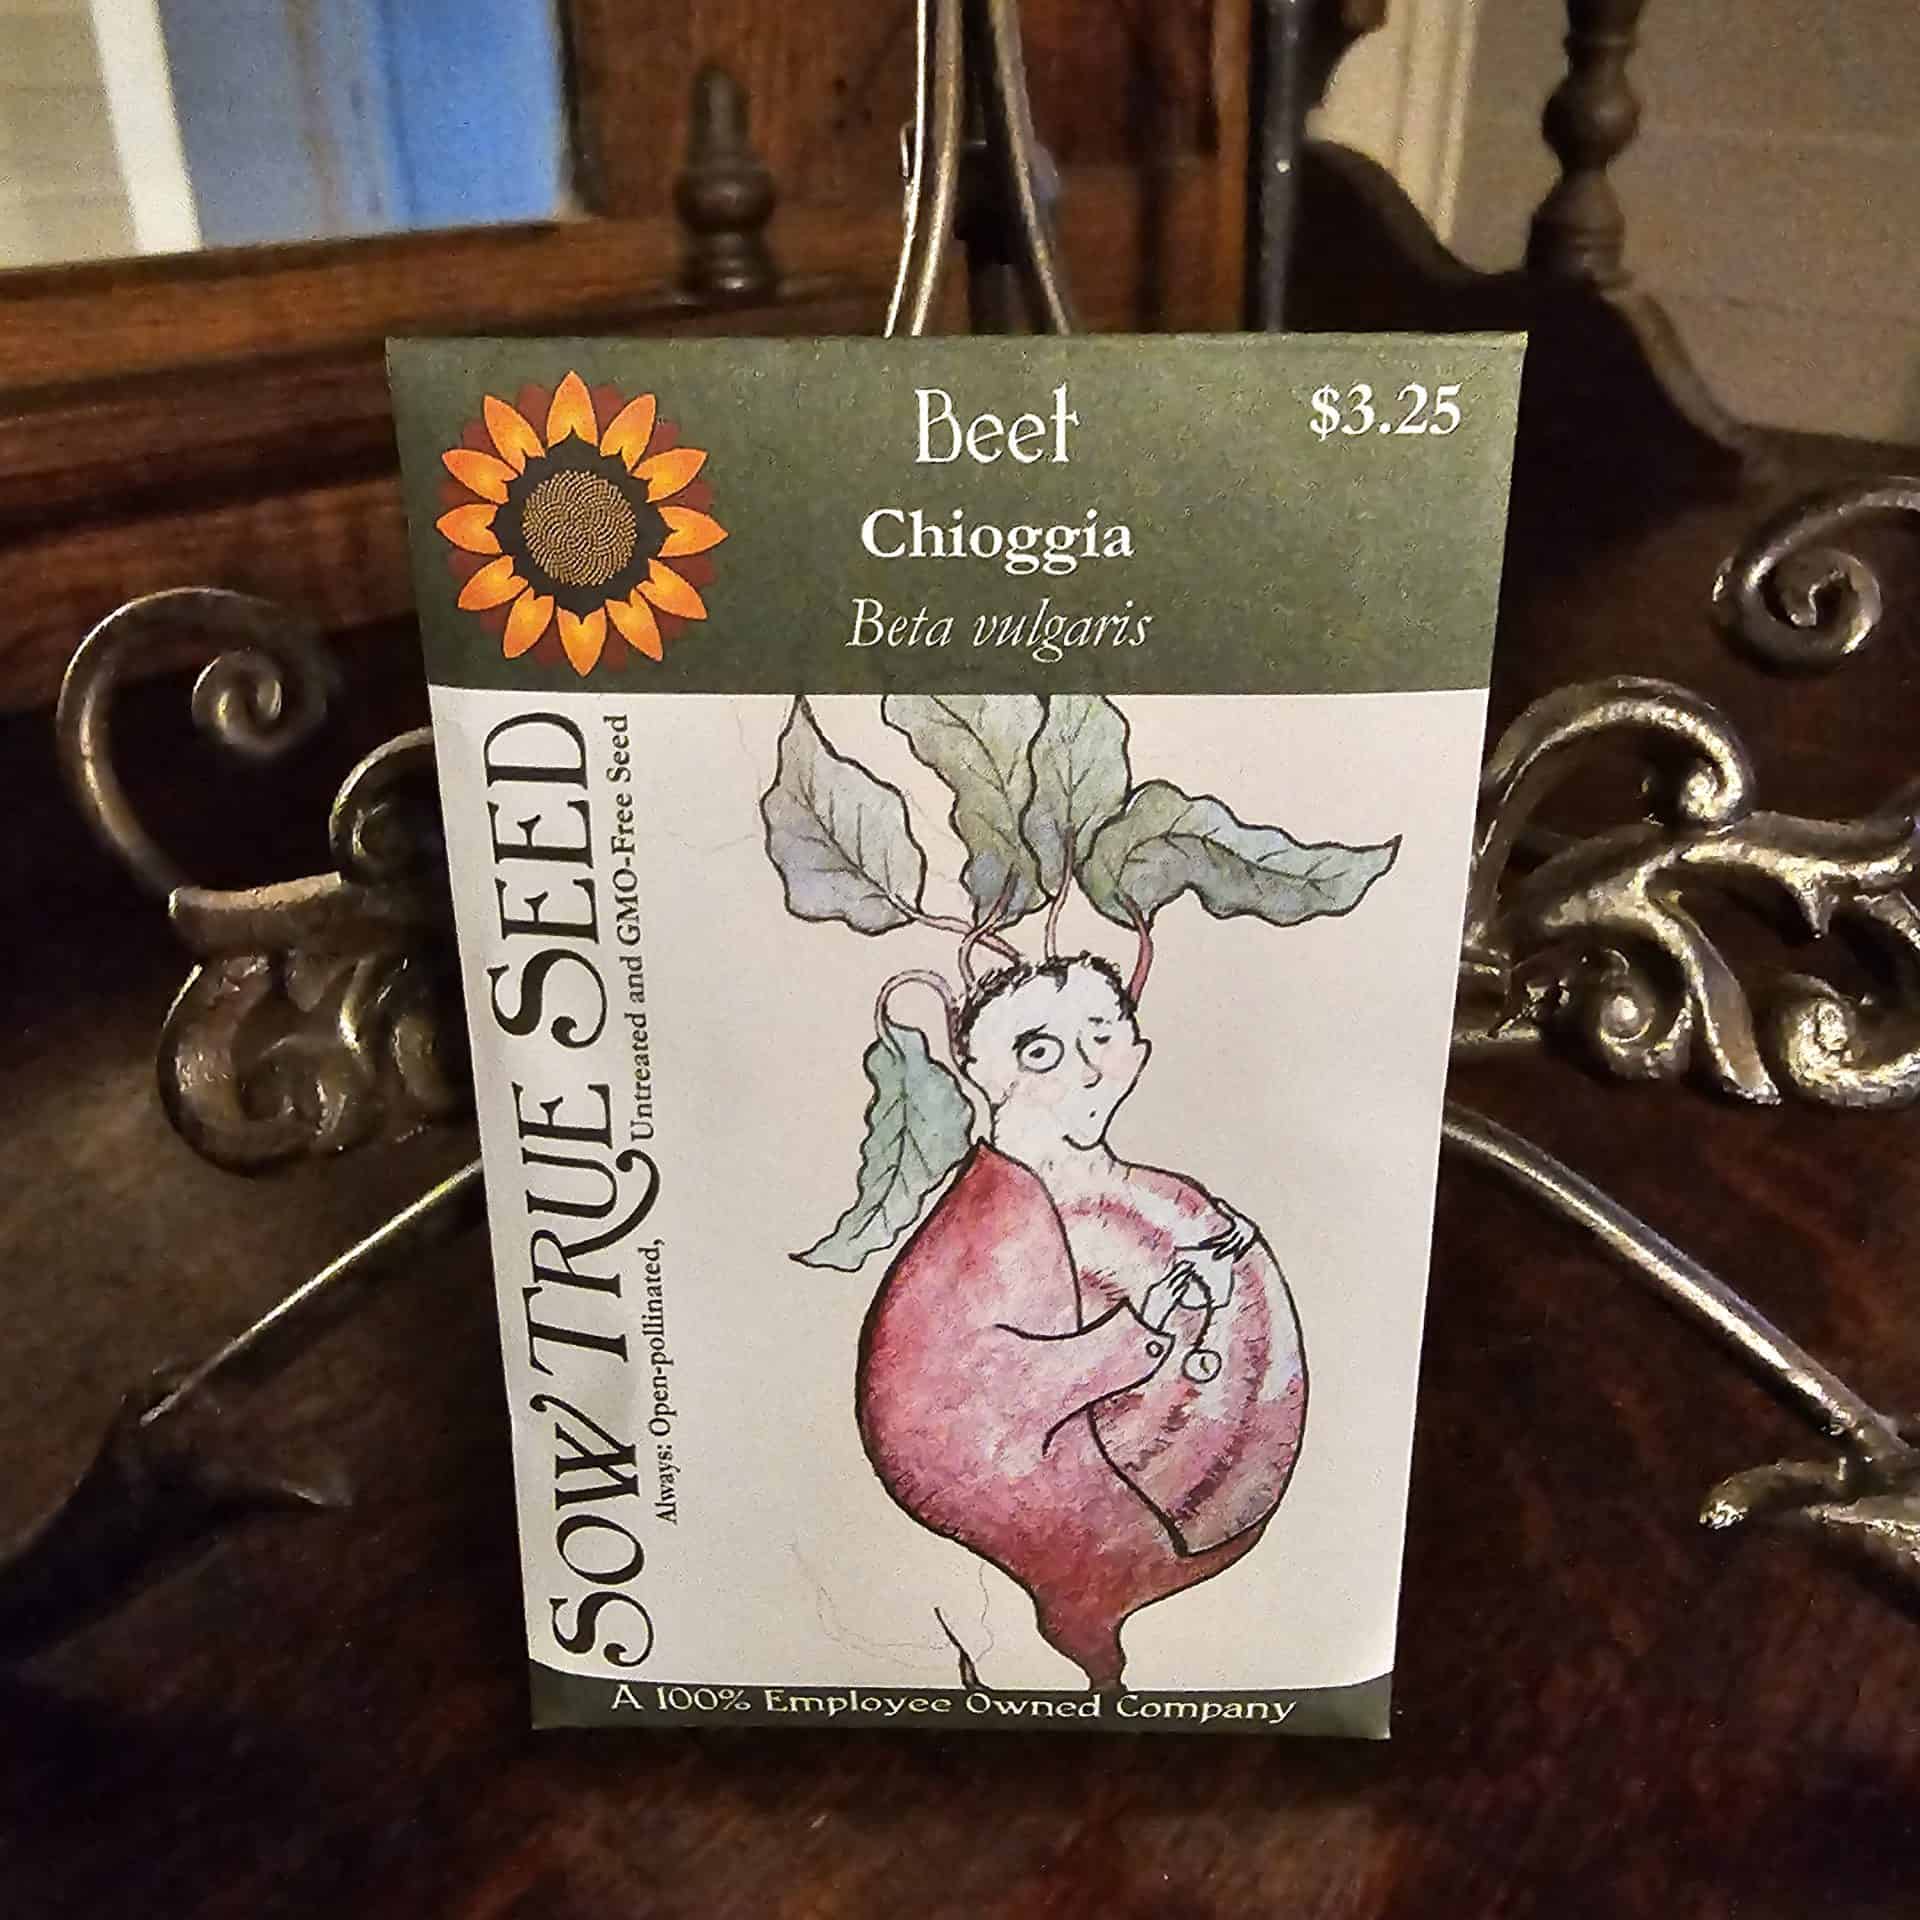 Beet
$3.25
Chioggia
Beta vulgaris
SOW TRUE SEED
Always: Open-pollinated, Untreated and GMO-Free Seed
A 100% Employee Owned Company